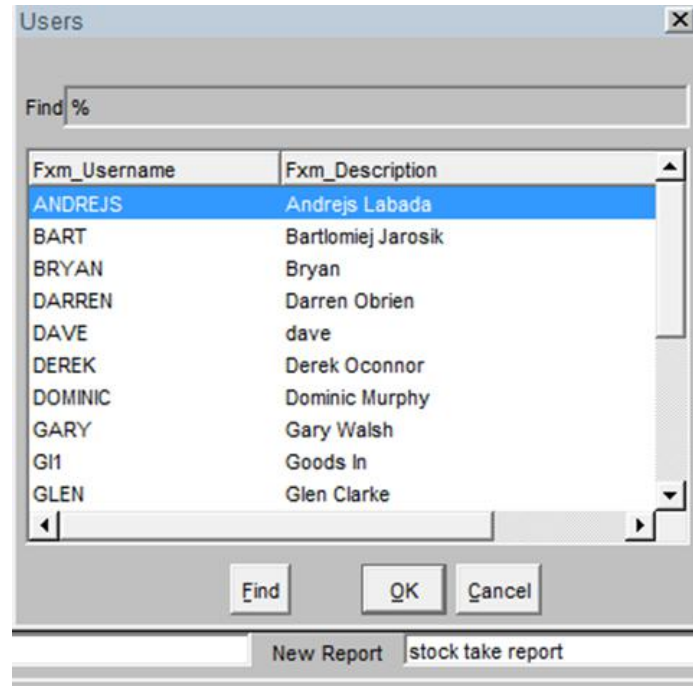 Users
Find %
Fxm_Username Fxm_Description
ANDREJS Andrejs Labada
BART Bartlomiej Jarosik
BRYAN Bryan
DARREN Darren Obrien
DAVE dave
DEREK Derek Oconnor
DOMINIC Dominic Murphy
GARY Gary Walsh
GI1 Goods In
GLEN Glen Clarke
Find OK Cancel
New Report stock take report